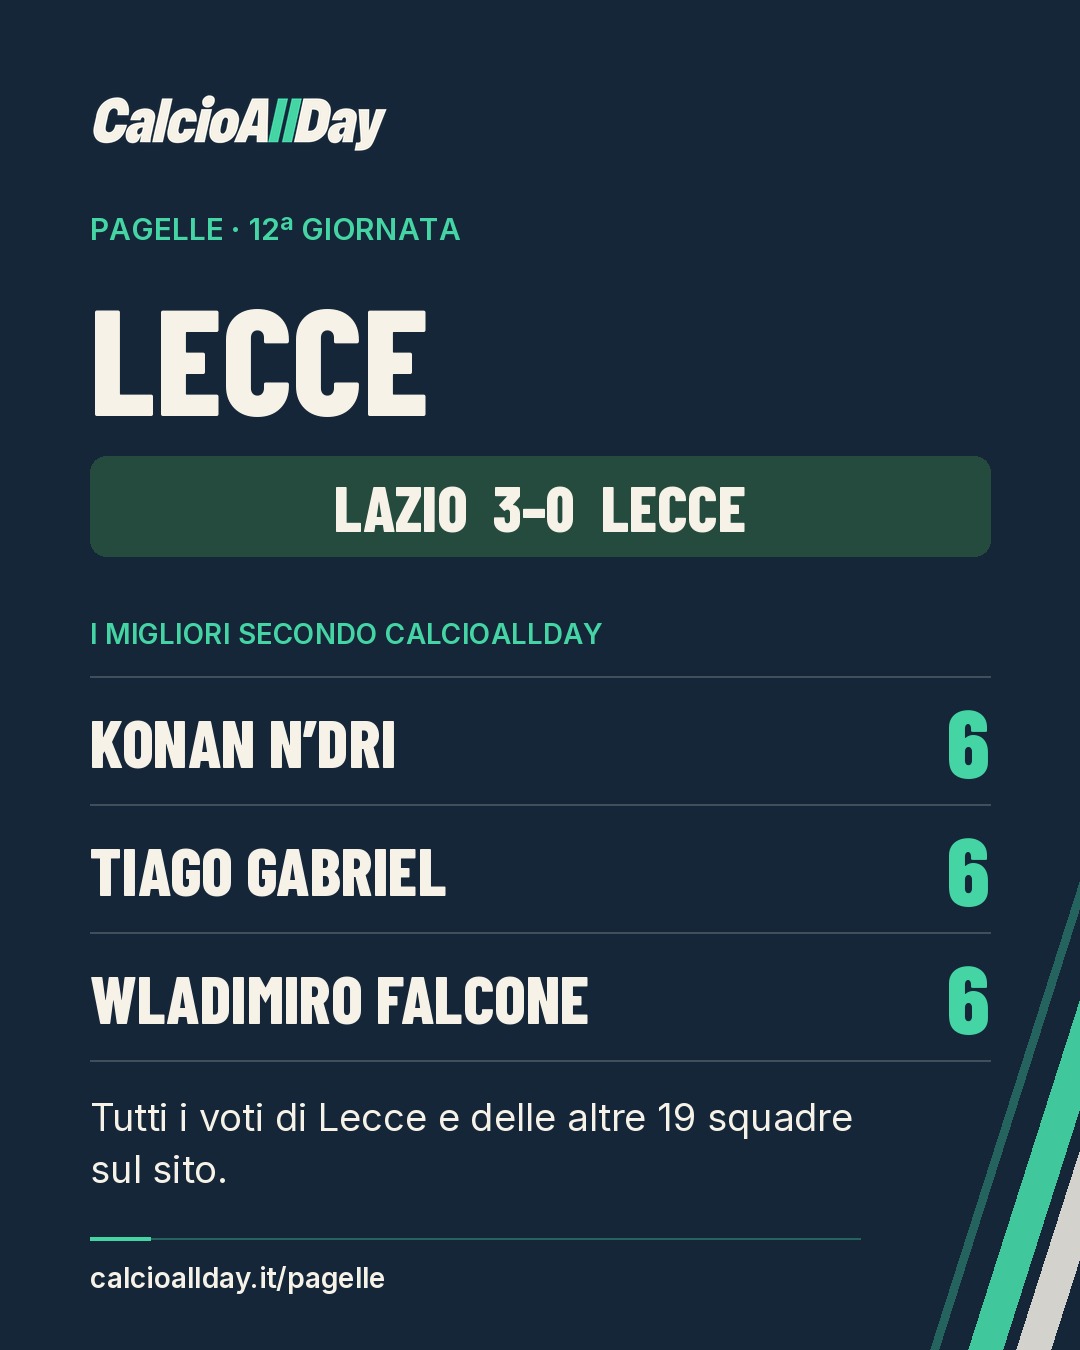 CalcioAllDay
PAGELLE · 12ª GIORNATA
LECCE
LAZIO 3–0 LECCE
I MIGLIORI SECONDO CALCIOALLDAY
KONAN N’DRI 6
TIAGO GABRIEL 6
WLADIMIRO FALCONE 6
Tutti i voti di Lecce e delle altre 19 squadre
sul sito.
calcioallday.it/pagelle